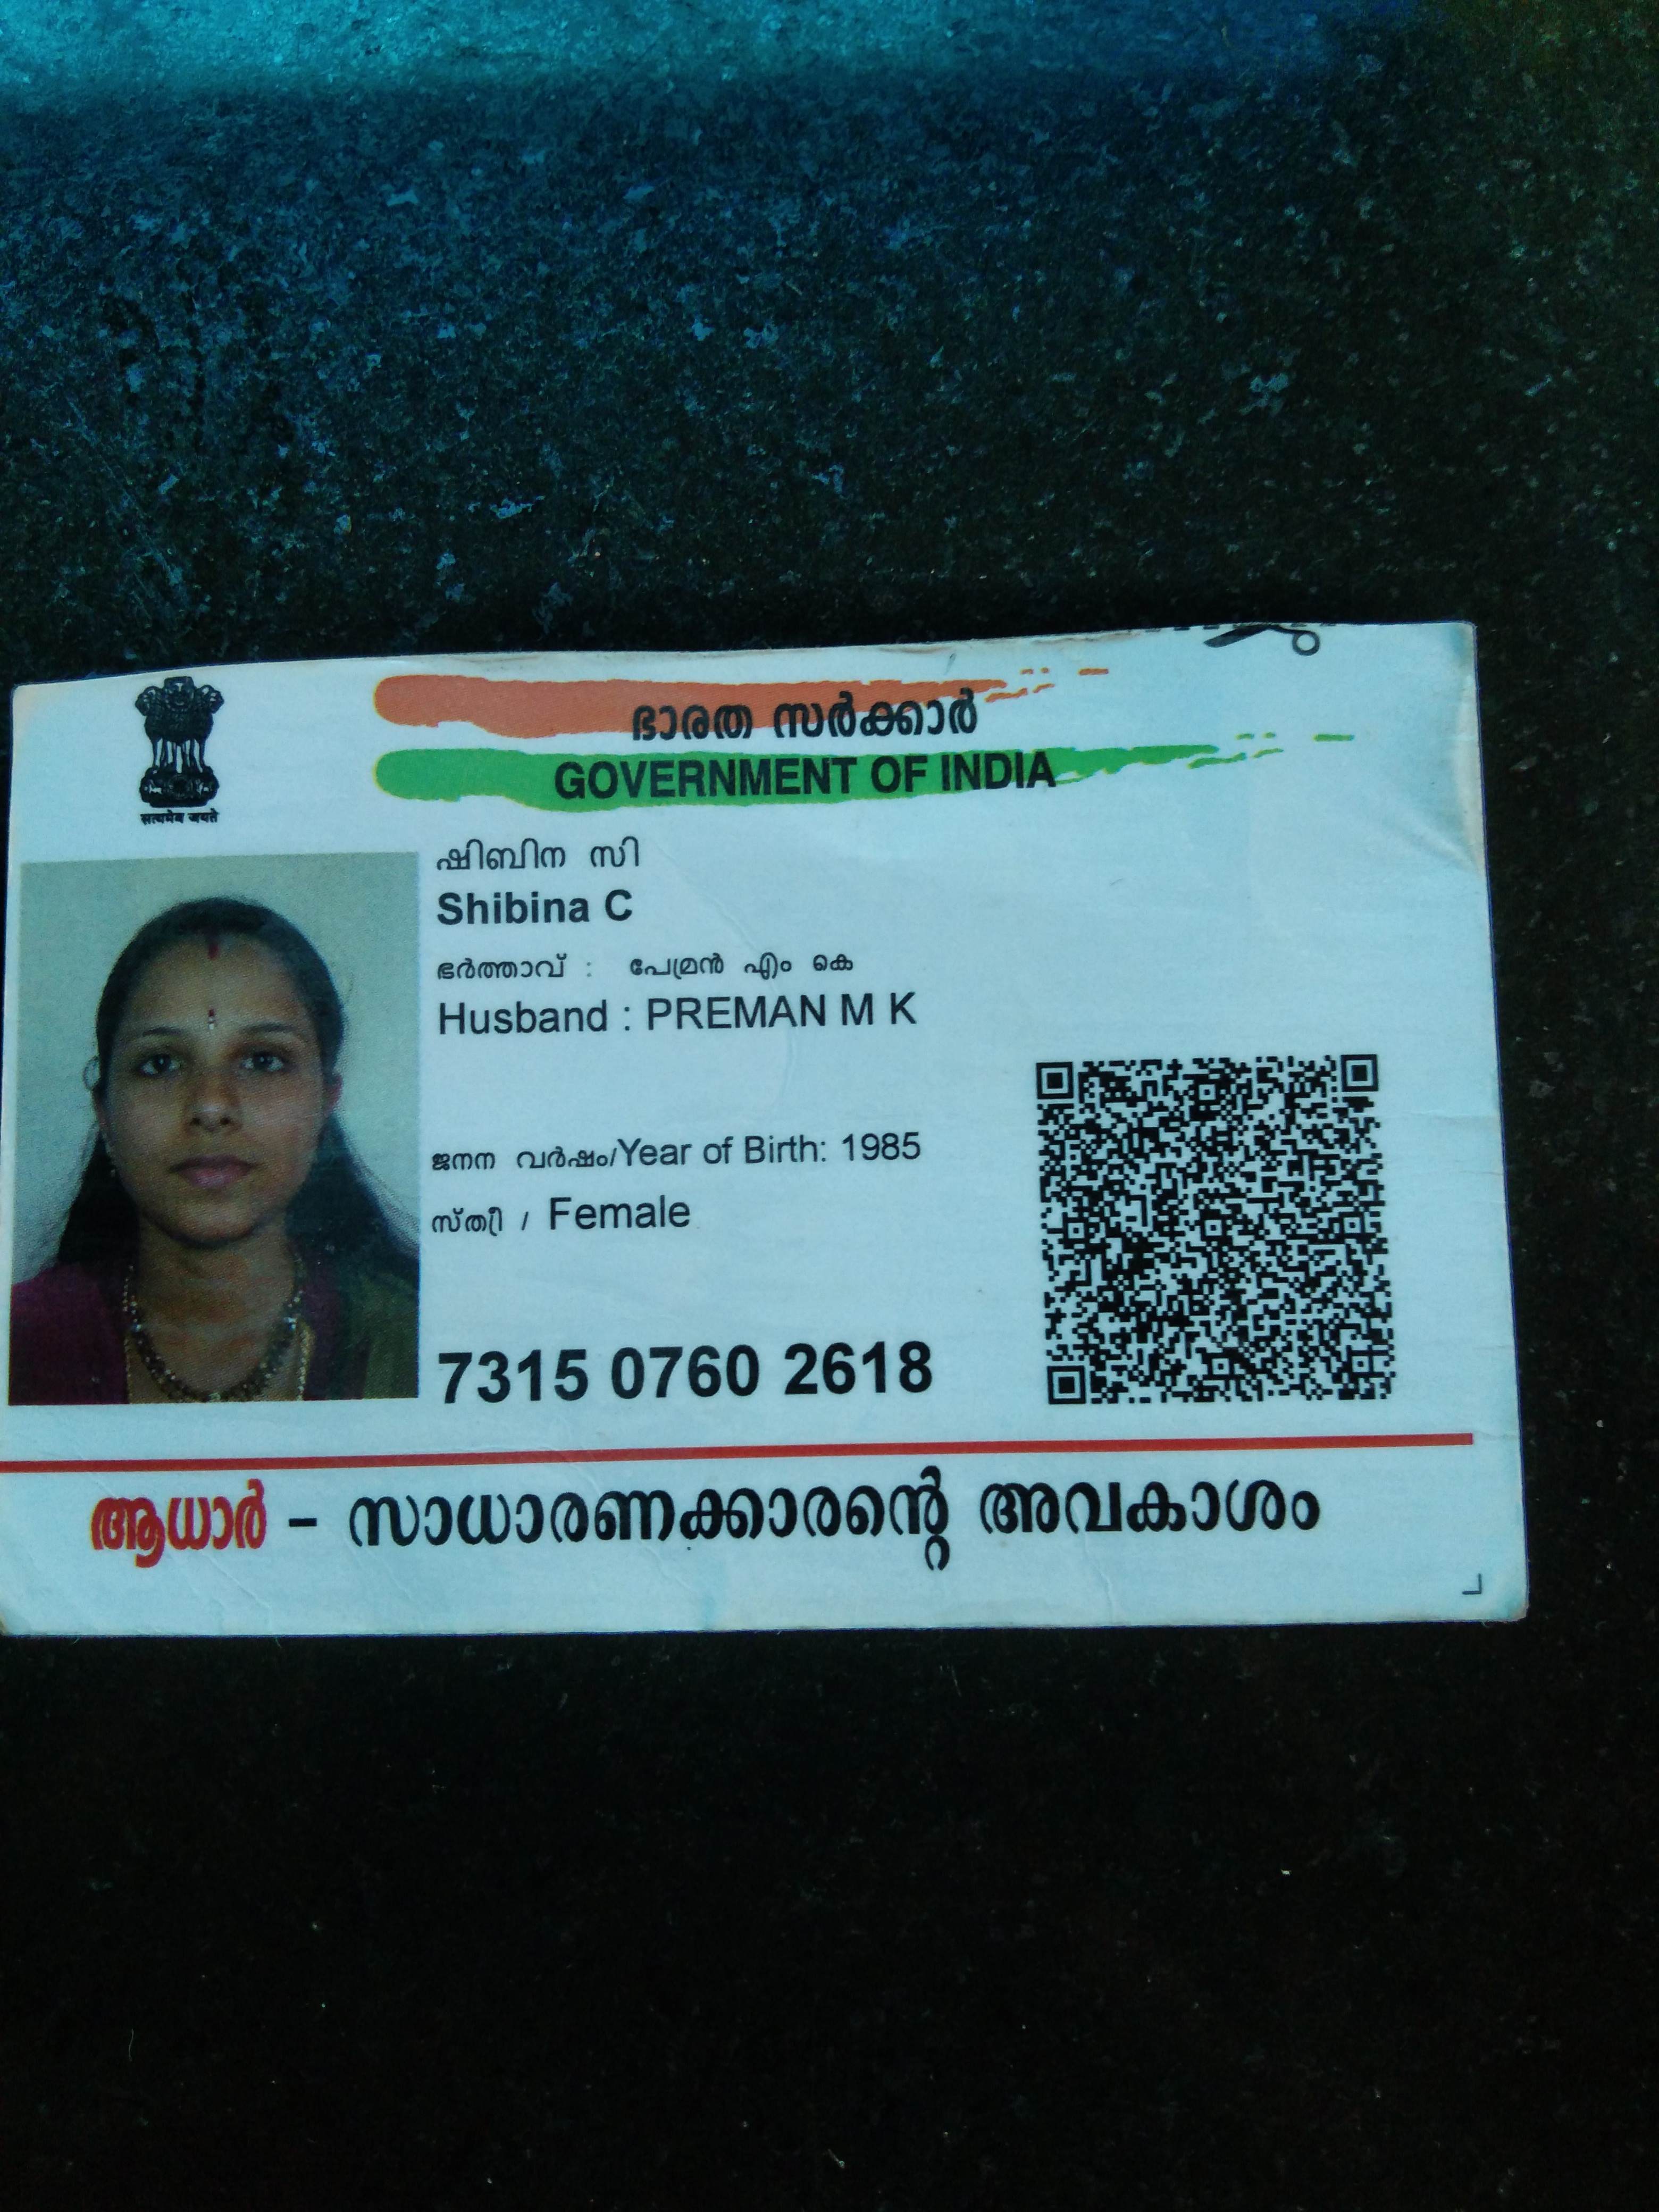 ഭാരത സർക്കാർ
GOVERNMENT OF INDIA
सत्यमेव जयते
ഷിബിന സി
Shibina C
ഭർത്താവ് : പ്രേമൻ എം കെ
Husband : PREMAN M K
ജനന വർഷം/Year of Birth: 1985
സ്ത്രീ / Female
7315 0760 2618
ആധാർ - സാധാരണക്കാരന്റെ അവകാശം